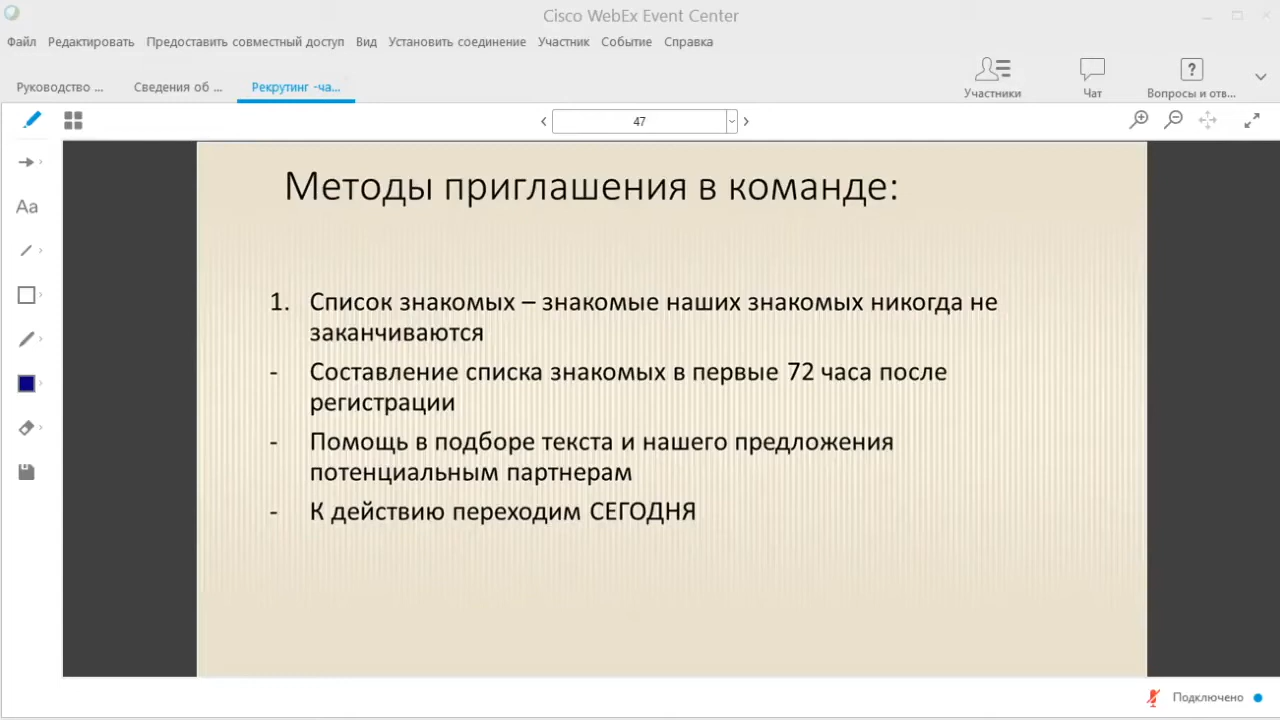 Cisco WebEx Event Center
Файл Редактировать Предоставить совместный доступ Вид Установить соединение Участник Событие Справка
Руководство ... Сведения об ... Рекрутинг -ча...
Участники Чат Вопросы и отв...
47
Aa
Методы приглашения в команде:
1. Список знакомых – знакомые наших знакомых никогда не
заканчиваются
- Составление списка знакомых в первые 72 часа после
регистрации
- Помощь в подборе текста и нашего предложения
потенциальным партнерам
- К действию переходим СЕГОДНЯ
Подключено